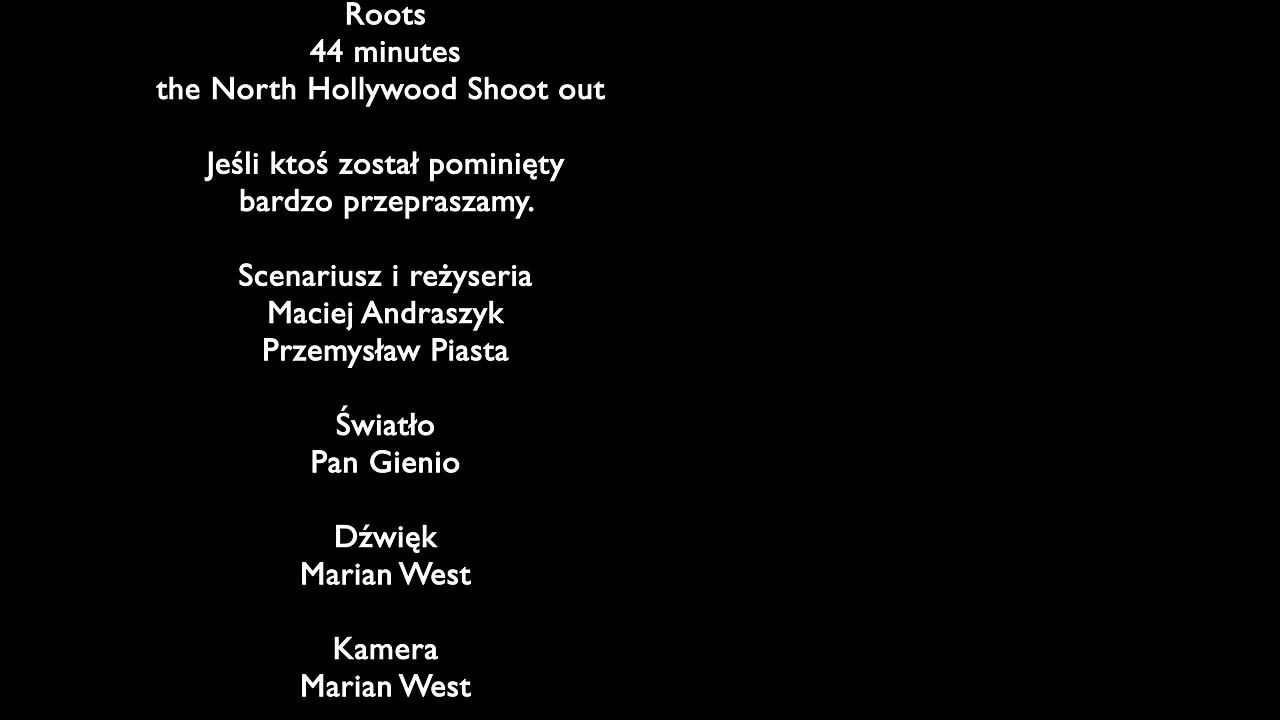 Roots
44 minutes
the North Hollywood Shoot out
Jeśli ktoś został pominięty
bardzo przepraszamy.
Scenariusz i reżyseria
Maciej Andraszyk
Przemysław Piasta
Światło
Pan Gienio
Dźwięk
Marian West
Kamera
Marian West